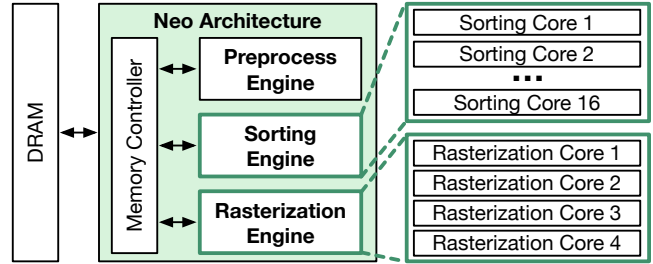 Neo Architecture
DRAM
Memory Controller
Preprocess
Engine
Sorting
Engine
Rasterization
Engine
Sorting Core 1
Sorting Core 2
...
Sorting Core 16
Rasterization Core 1
Rasterization Core 2
Rasterization Core 3
Rasterization Core 4